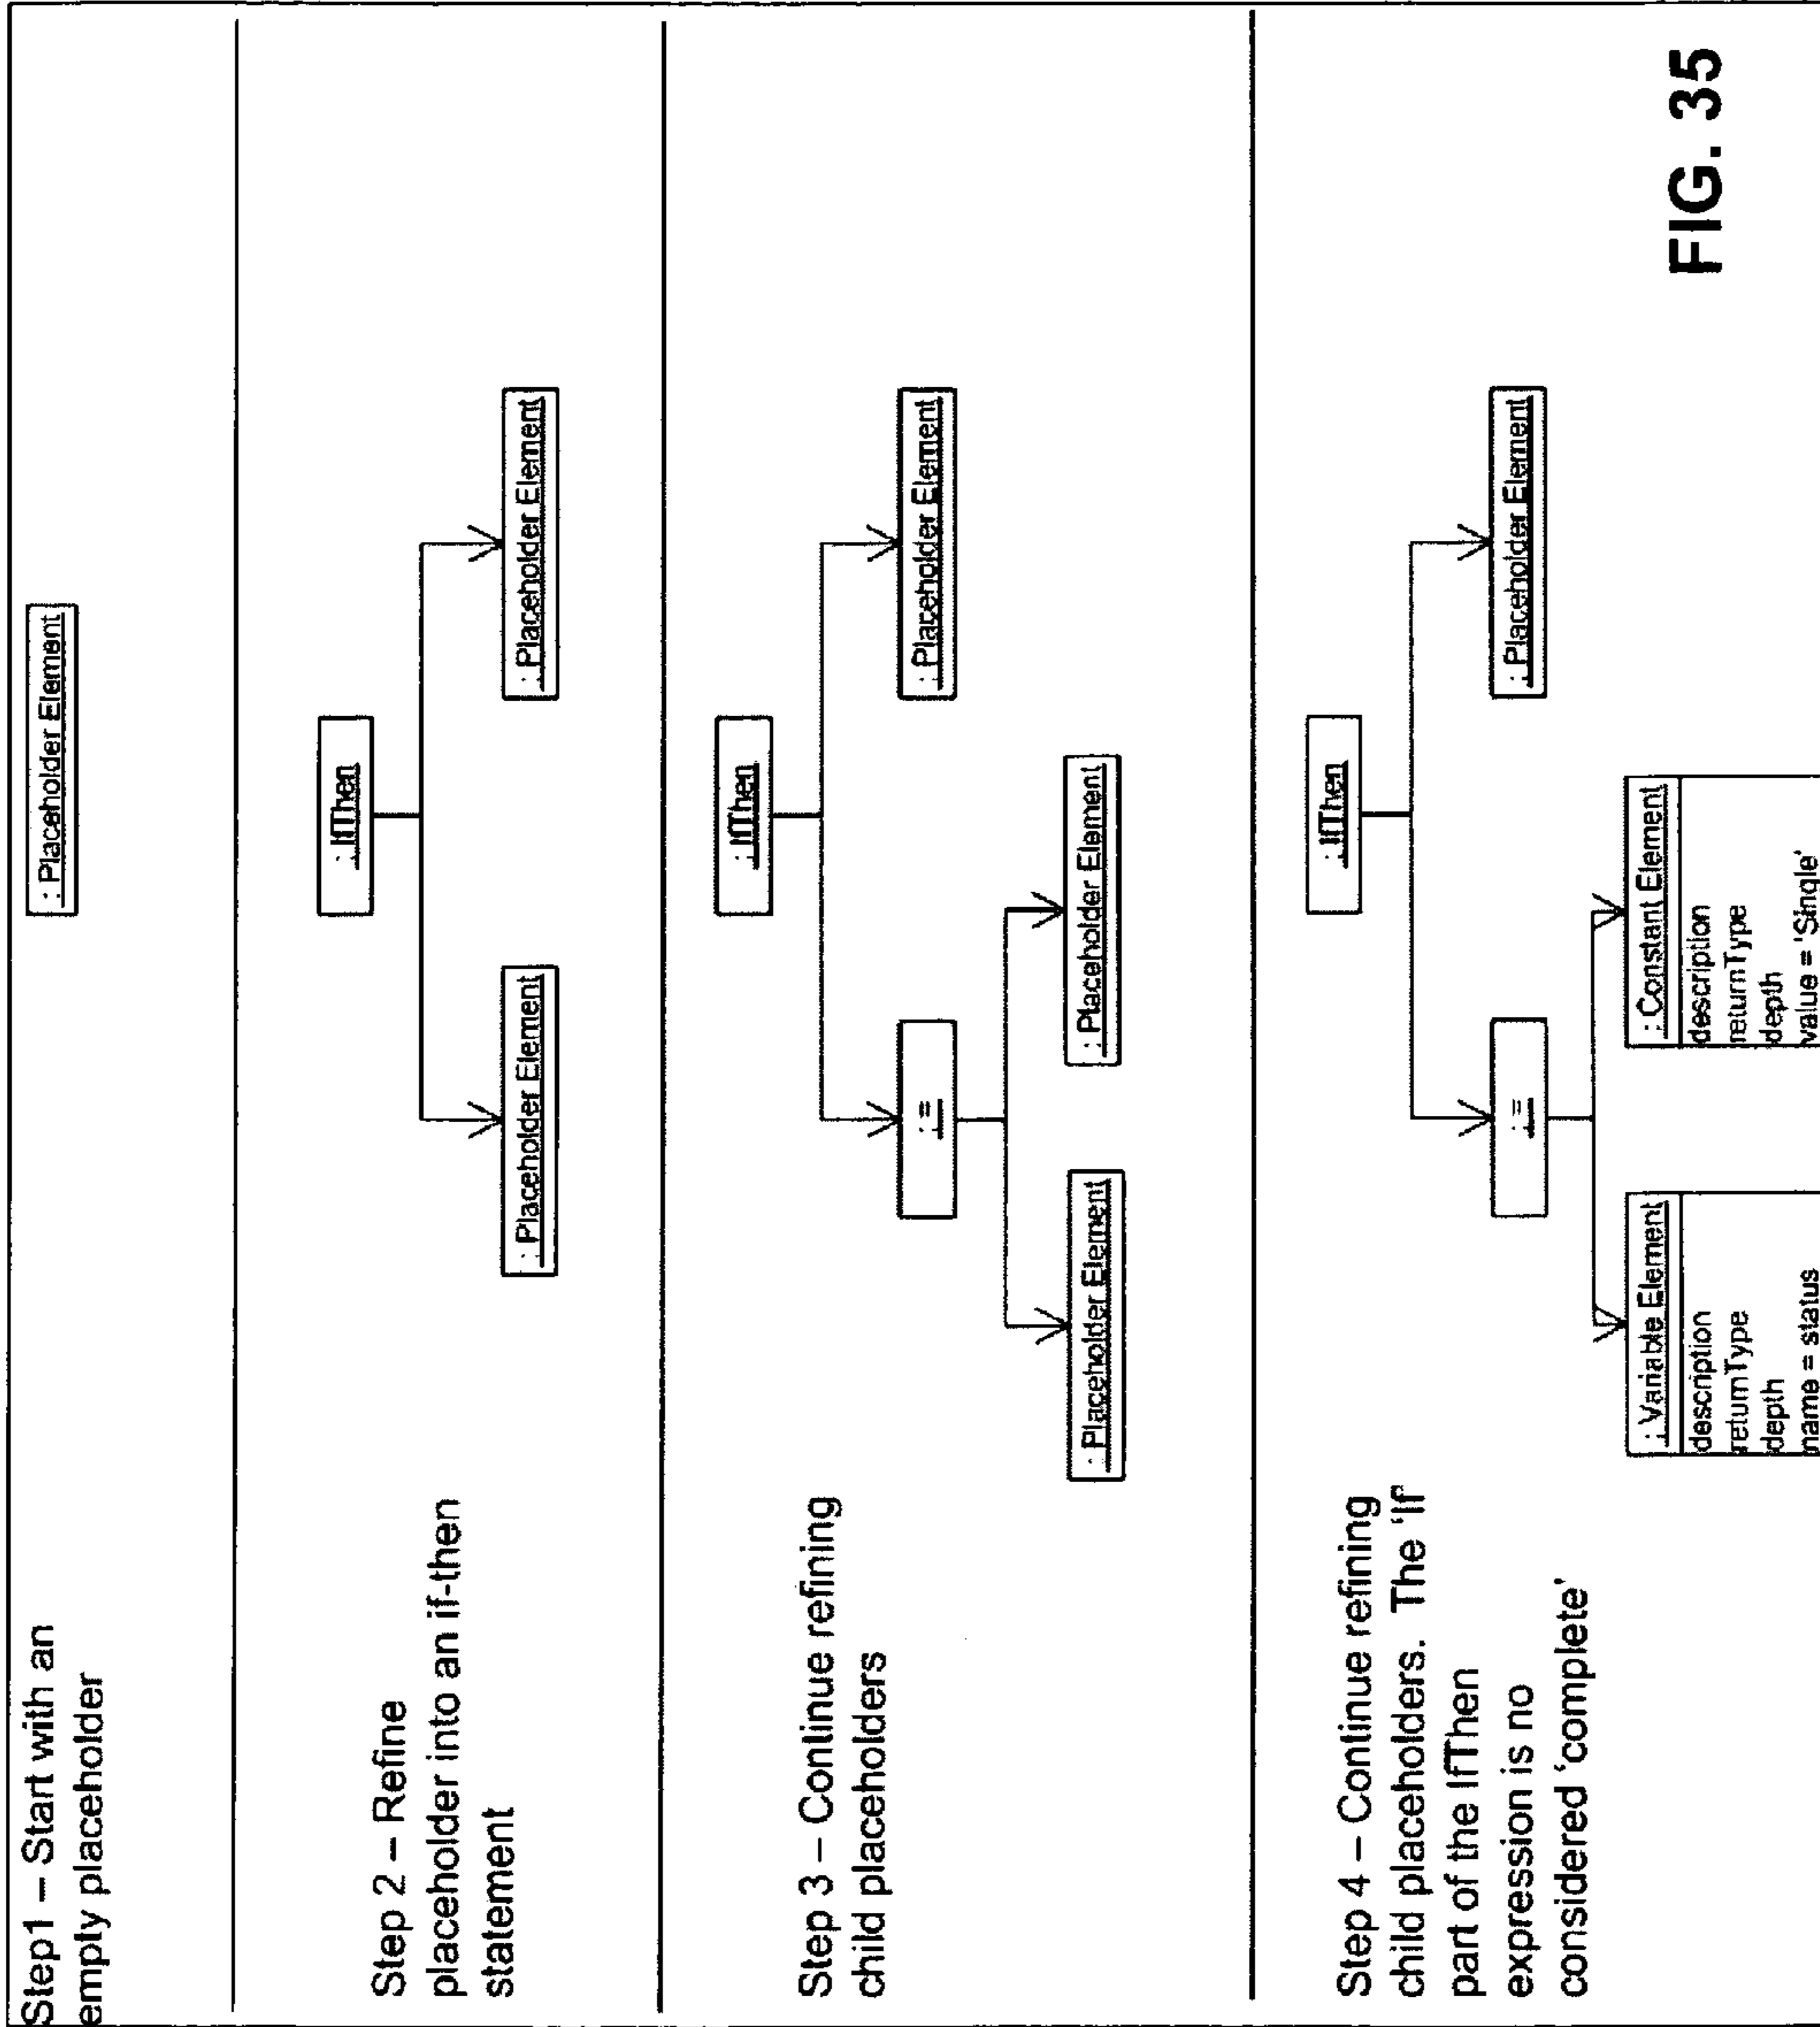 Step1 – Start with an
empty placeholder
: Placeholder Element
Step 2 – Refine
placeholder into an if-then
statement
: IfThen
: Placeholder Element
: Placeholder Element
Step 3 – Continue refining
child placeholders
: IfThen
: =
: Placeholder Element
: Placeholder Element
: Placeholder Element
Step 4 – Continue refining
child placeholders. The 'If'
part of the IfThen
expression is no
considered 'complete'
: IfThen
: =
: Placeholder Element
: Variable Element
description
returnType
depth
name = status
: Constant Element
description
returnType
depth
value = 'Single'
FIG. 35